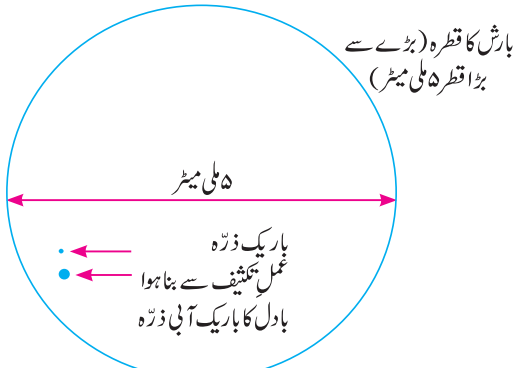 بارش کا قطرہ (بڑے سے
بڑا قطر ۵ ملی میٹر)
۵ ملی میٹر
باریک ذرّہ
عملِ تکثیف سے بنا ہوا
بادل کا باریک آبی ذرّہ